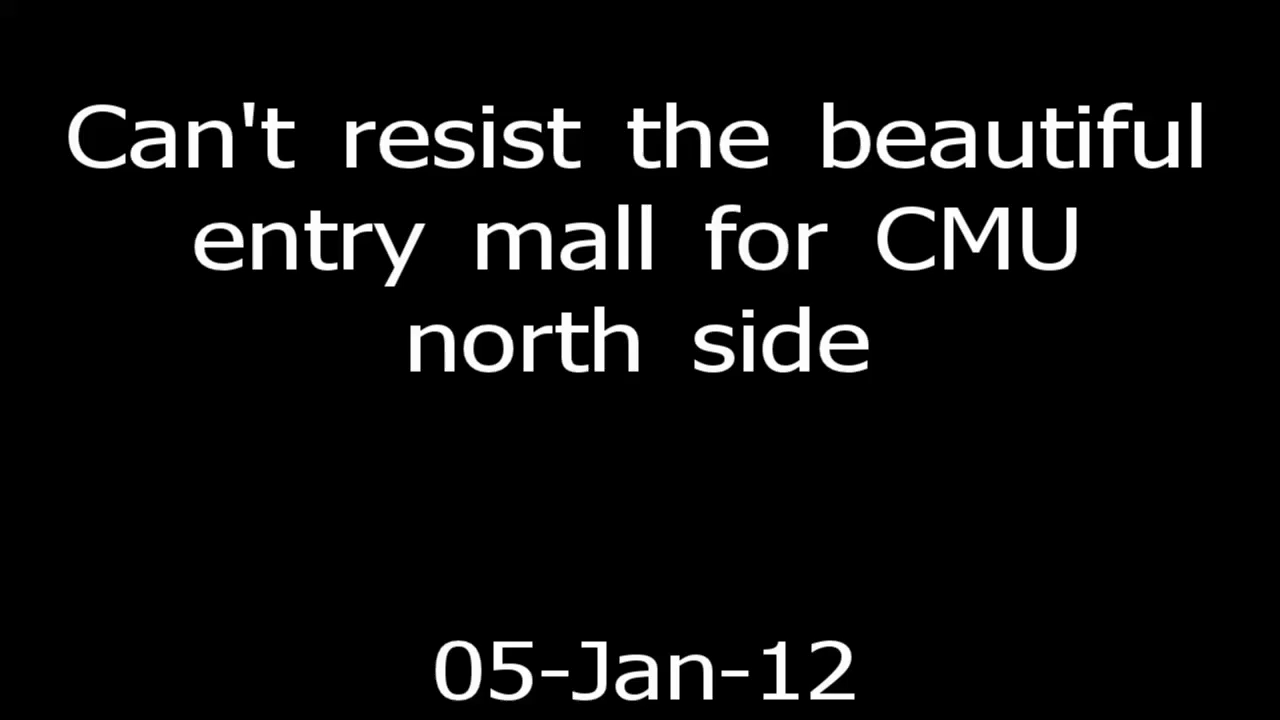 Can't resist the beautiful
entry mall for CMU
north side
05-Jan-12